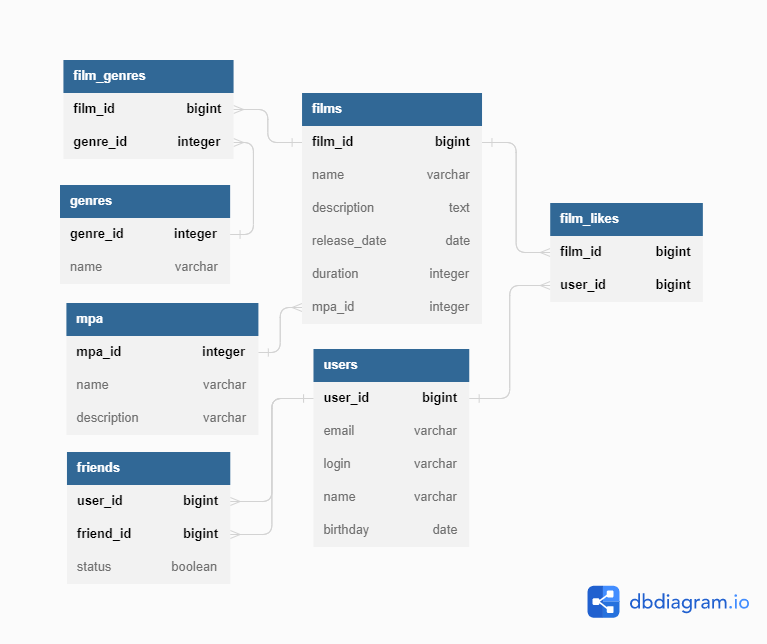 film_genres
film_id bigint
genre_id integer
genres
genre_id integer
name varchar
mpa
mpa_id integer
name varchar
description varchar
friends
user_id bigint
friend_id bigint
status boolean
films
film_id bigint
name varchar
description text
release_date date
duration integer
mpa_id integer
users
user_id bigint
email varchar
login varchar
name varchar
birthday date
film_likes
film_id bigint
user_id bigint
dbdiagram.io